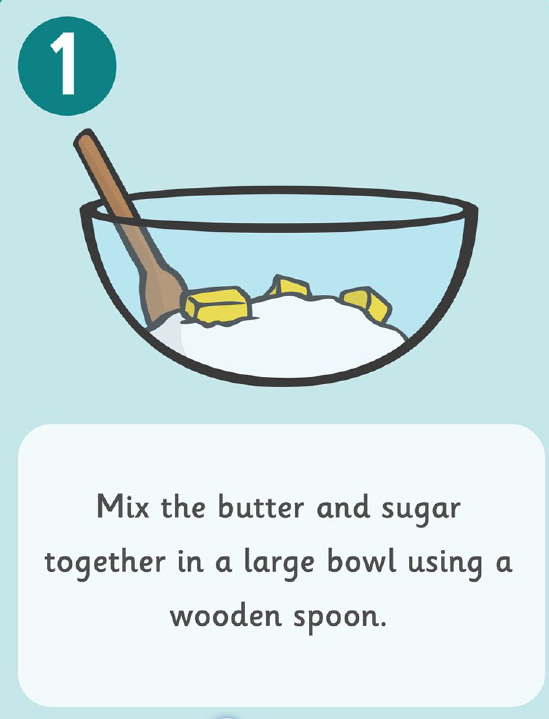 1
Mix the butter and sugar
together in a large bowl using a
wooden spoon.